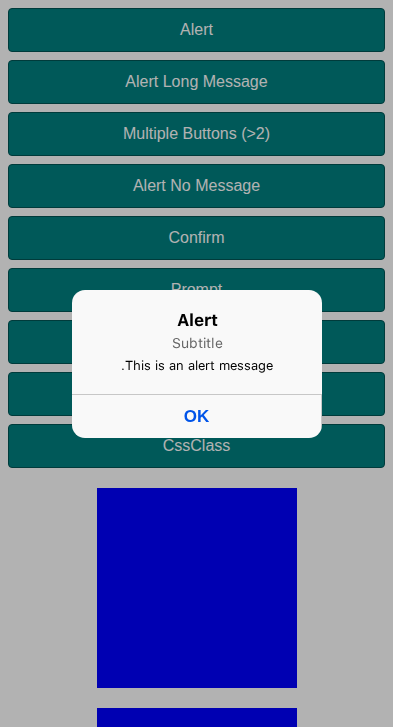 Alert
Alert Long Message
Multiple Buttons (>2)
Alert No Message
Confirm
Prompt
Alert
Subtitle
.This is an alert message
OK
CssClass